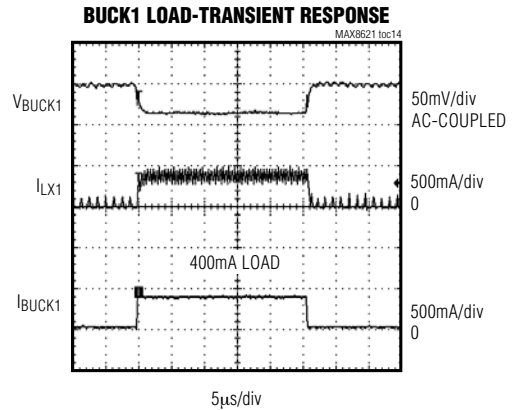 BUCK1 LOAD-TRANSIENT RESPONSE
MAX8621 toc14
VBUCK1
50mV/div
AC-COUPLED
ILX1
500mA/div
0
400mA LOAD
IBUCK1
500mA/div
0
5μs/div